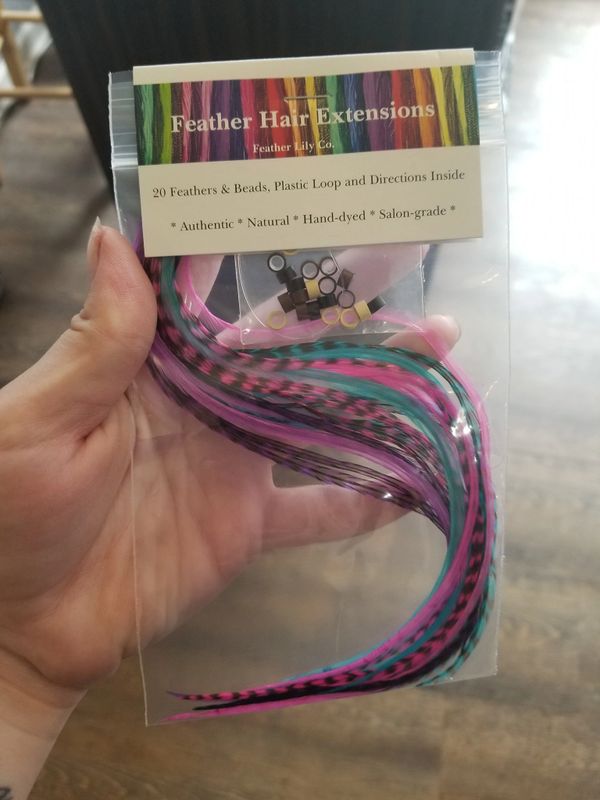 Feather Hair Extensions
Feather Lily Co.
20 Feathers & Beads, Plastic Loop and Directions Inside
* Authentic * Natural * Hand-dyed * Salon-grade *